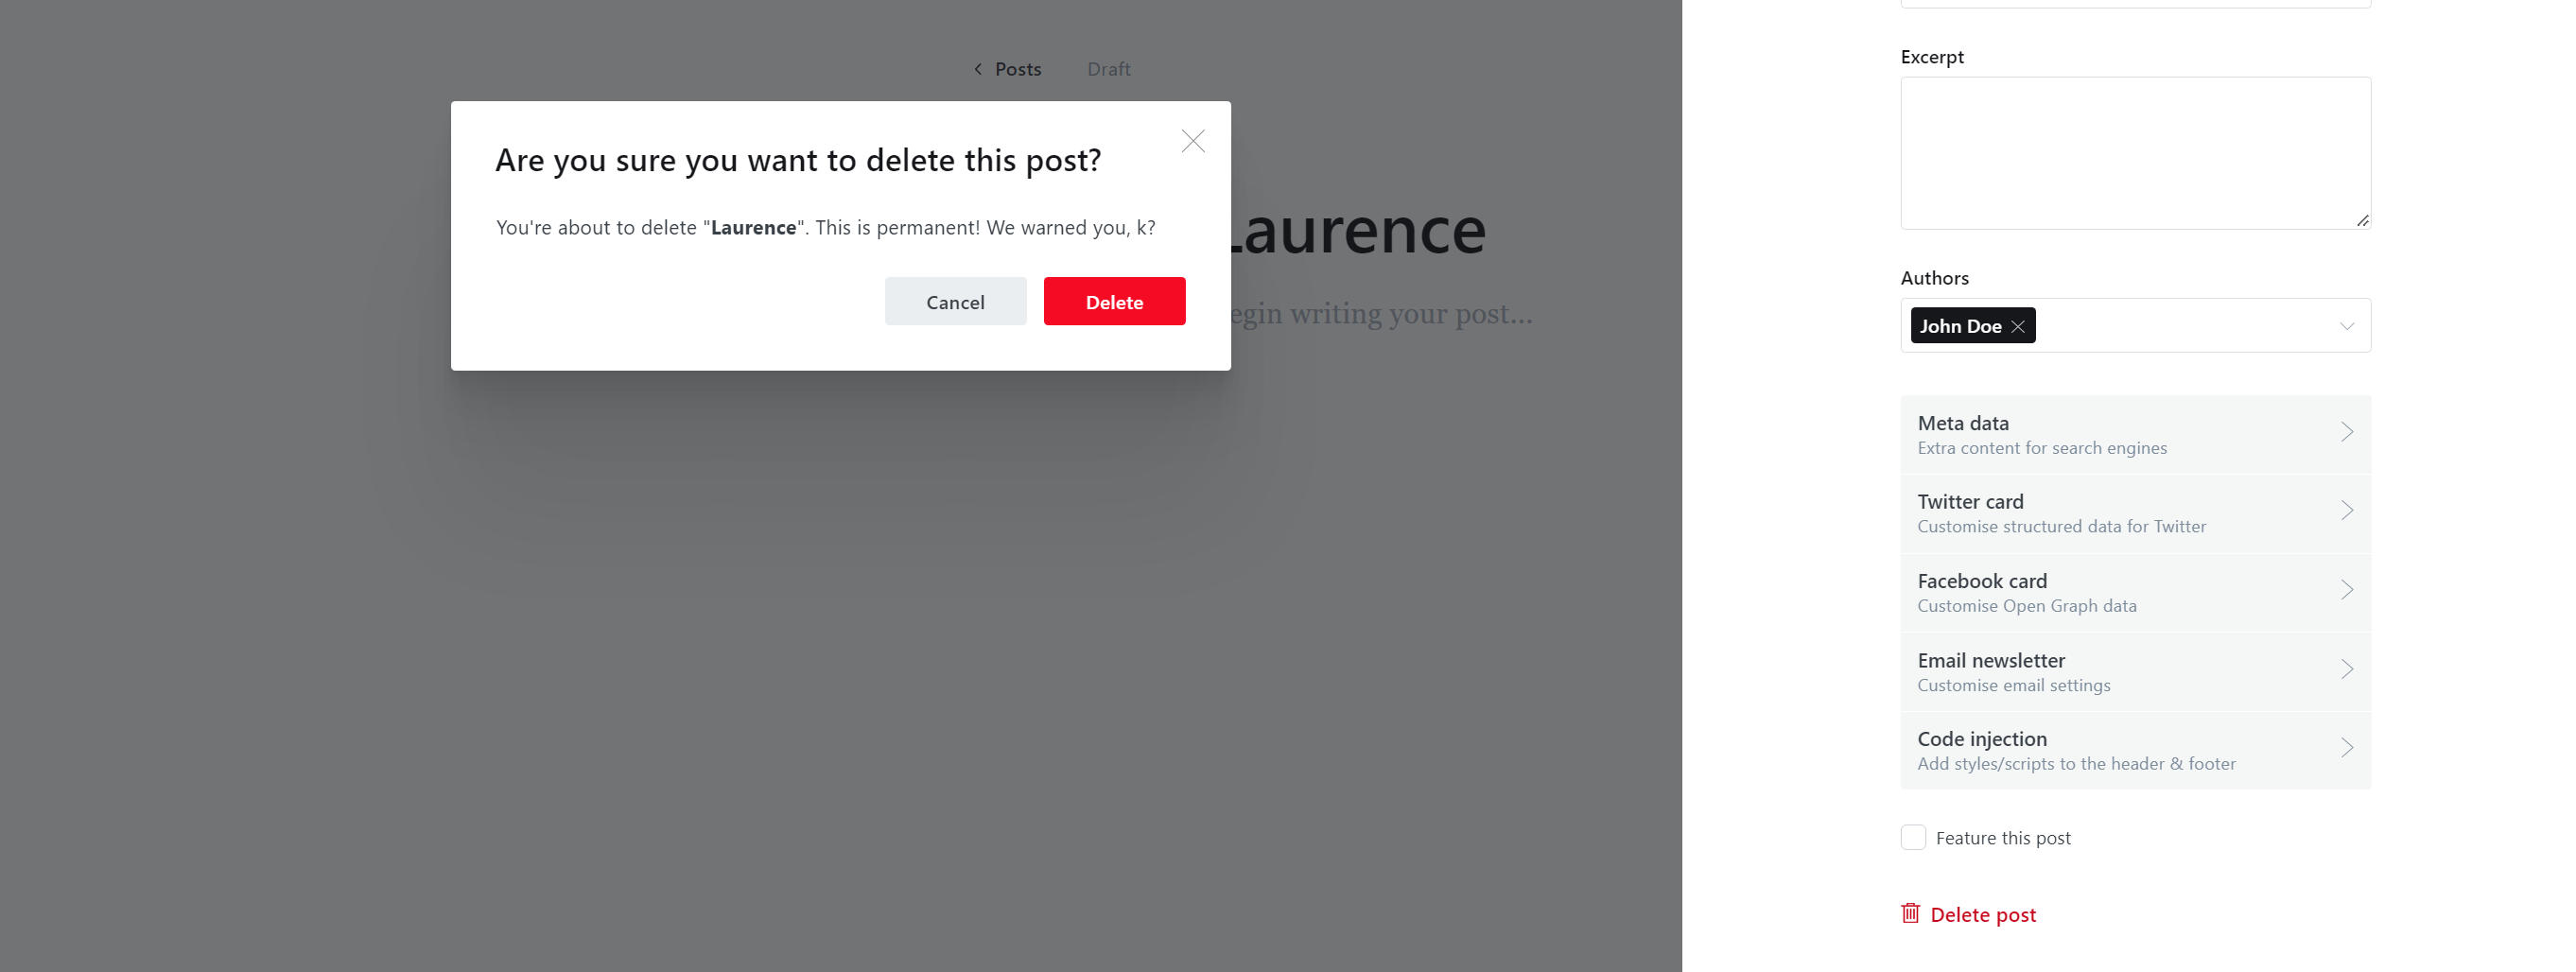 Posts
Draft
Are you sure you want to delete this post?
You're about to delete "Laurence". This is permanent! We warned you, k?
Cancel
Delete
Laurence
egin writing your post...
Excerpt
Authors
John Doe
Meta data
Extra content for search engines
Twitter card
Customise structured data for Twitter
Facebook card
Customise Open Graph data
Email newsletter
Customise email settings
Code injection
Add styles/scripts to the header & footer
Feature this post
Delete post